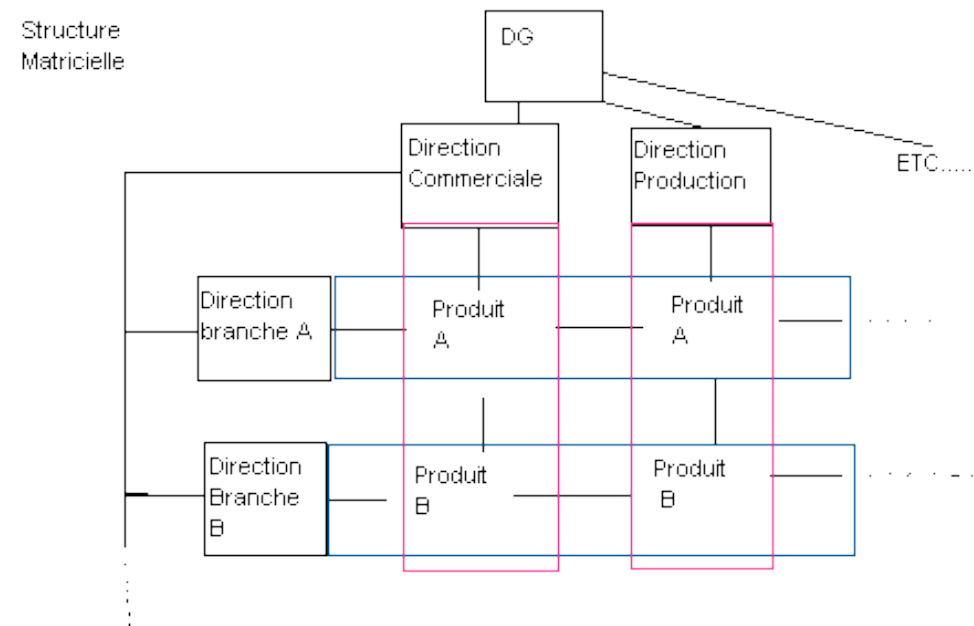 Structure
Matricielle
DG
Direction
Commerciale
Direction
Production
ETC.....
Direction
branche A
Produit
A
Produit
A
Direction
Branche
B
Produit
B
Produit
B